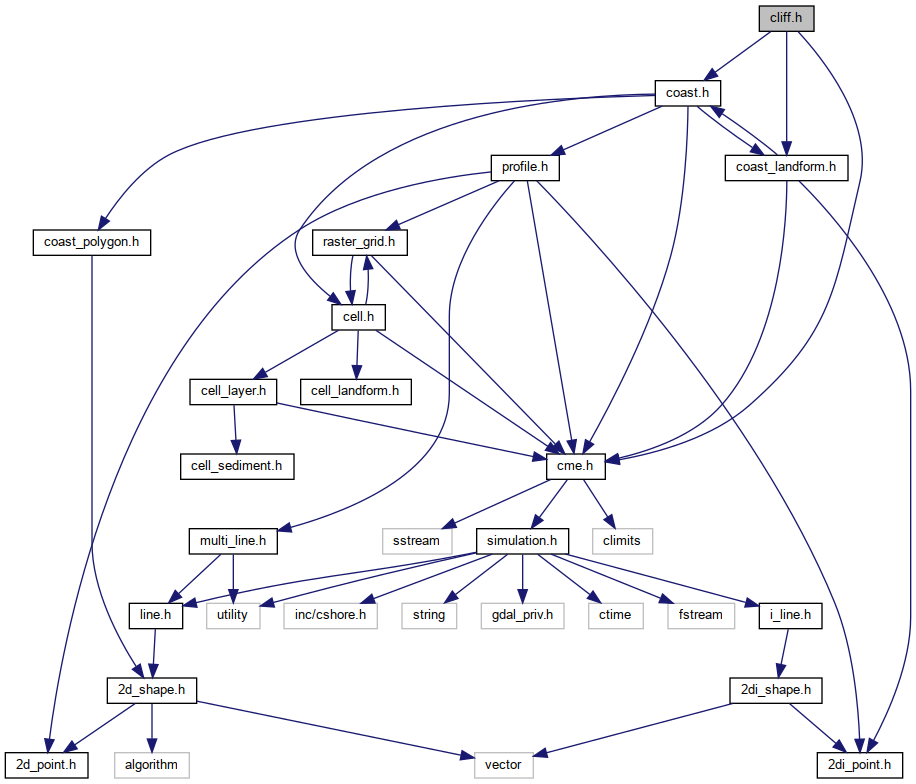 cliff.h
coast.h
profile.h
coast_landform.h
coast_polygon.h
raster_grid.h
cell.h
cell_layer.h
cell_landform.h
cell_sediment.h
cme.h
multi_line.h
sstream
simulation.h
climits
line.h
utility
inc/cshore.h
string
gdal_priv.h
ctime
fstream
i_line.h
2d_shape.h
2di_shape.h
2d_point.h
algorithm
vector
2di_point.h